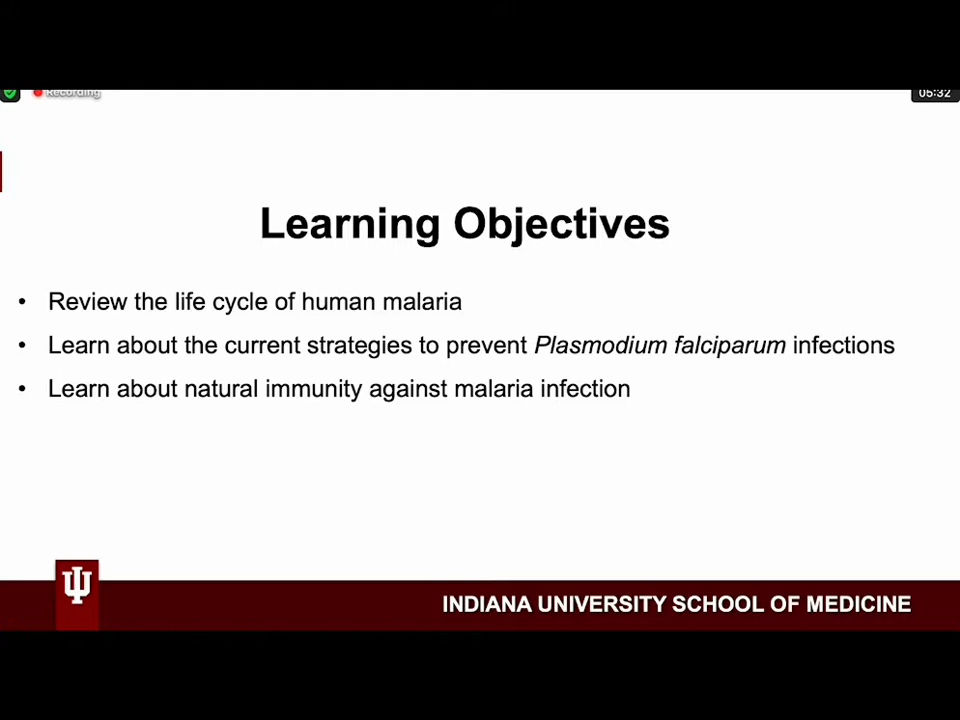 Recording
05:32
Learning Objectives
• Review the life cycle of human malaria
• Learn about the current strategies to prevent Plasmodium falciparum infections
• Learn about natural immunity against malaria infection
INDIANA UNIVERSITY SCHOOL OF MEDICINE